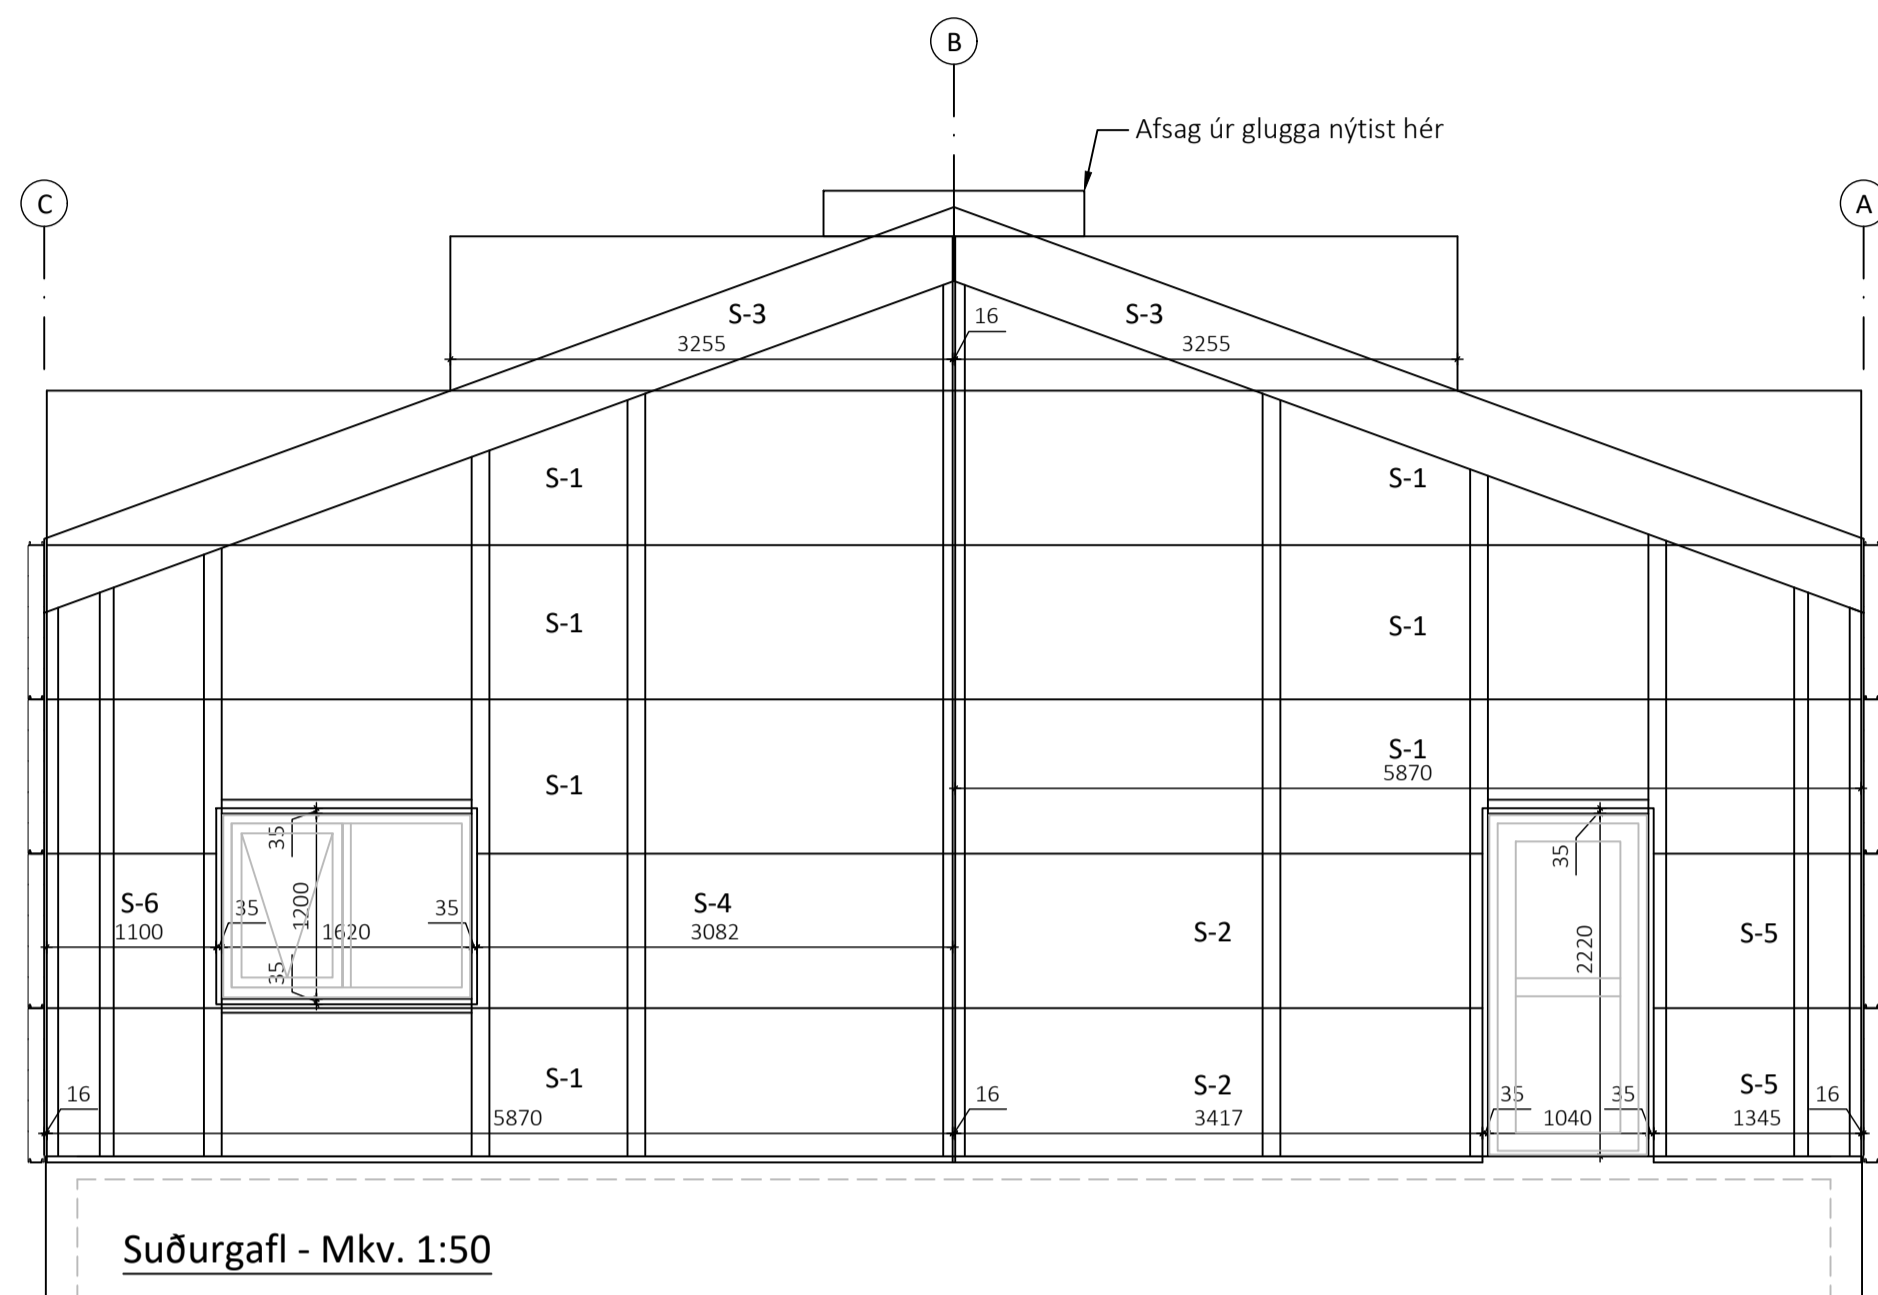 B
Afsag úr glugga nýtist hér
C
A
S-3
S-3
16
3255
3255
S-1
S-1
S-1
S-1
S-1
5870
S-1
35
35
S-6
35
1200
35
S-4
1100
1620
3082
S-2
2220
S-5
35
S-1
S-2
S-5
16
16
35
35
16
5870
3417
1040
1345
Suðurgafl - Mkv. 1:50